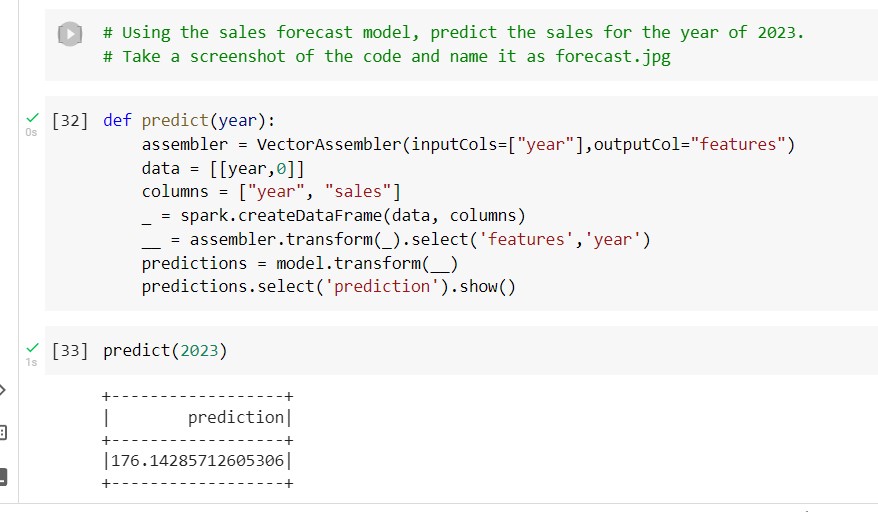 # Using the sales forecast model, predict the sales for the year of 2023.
# Take a screenshot of the code and name it as forecast.jpg
[32] def predict(year):
0s
assembler = VectorAssembler(inputCols=["year"],outputCol="features")
data = [[year,0]]
columns = ["year", "sales"]
_ = spark.createDataFrame(data, columns)
__ = assembler.transform(_).select('features','year')
predictions = model.transform(__)
predictions.select('prediction').show()
[33] predict(2023)
1s
+------------------+
|        prediction|
+------------------+
|176.14285712605306|
+------------------+